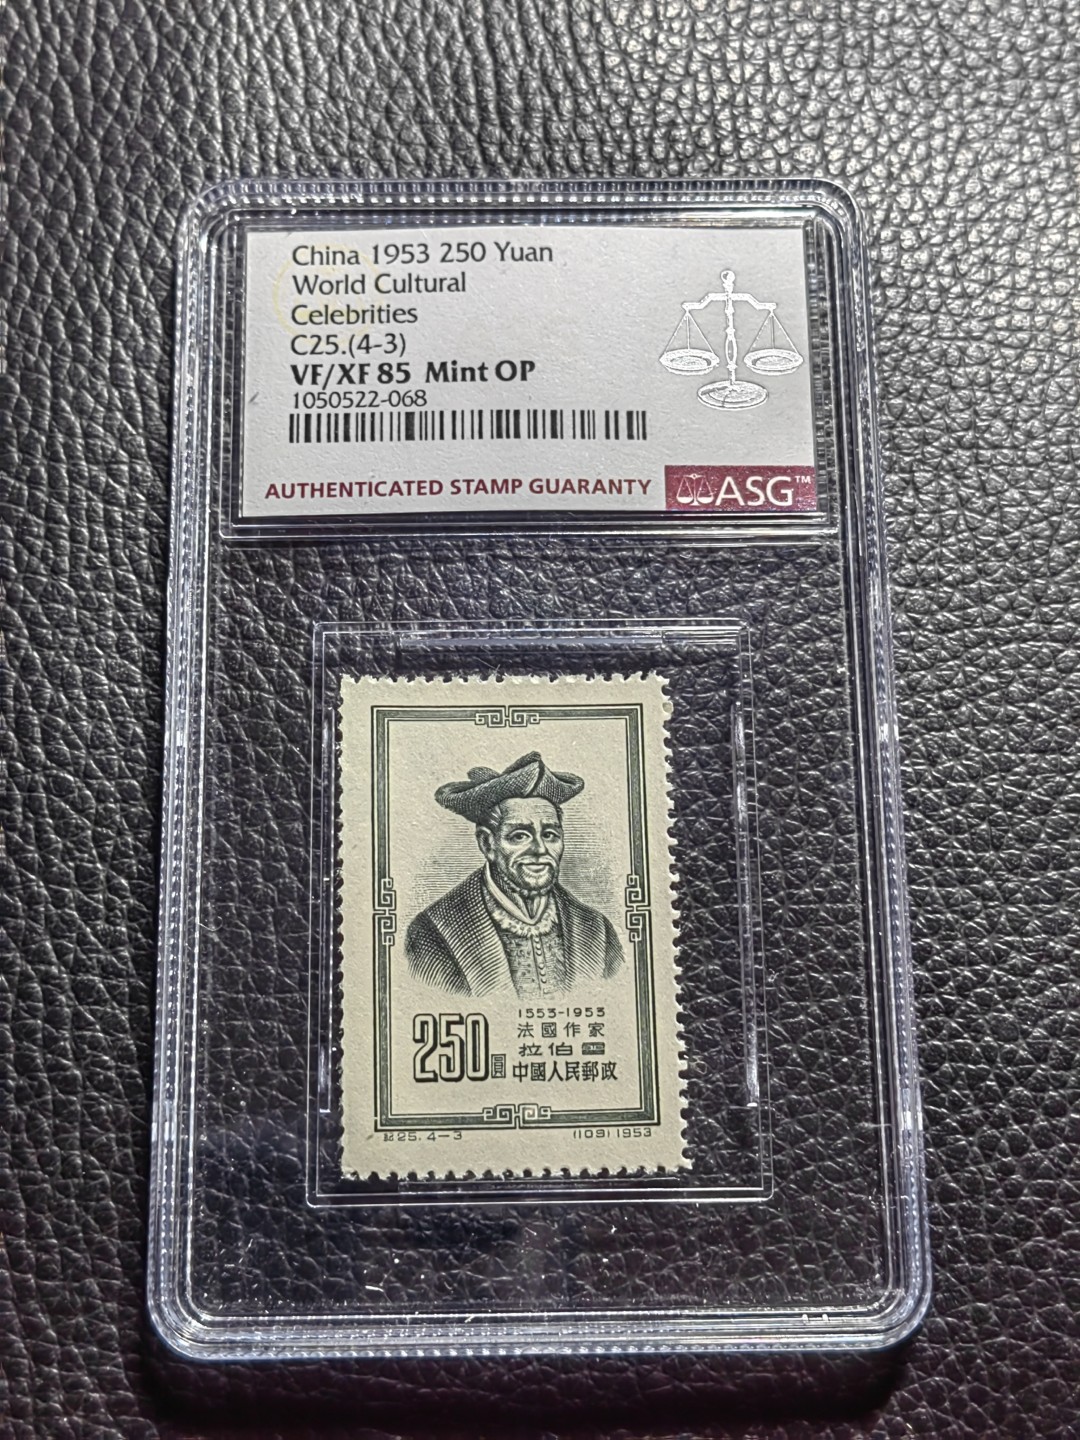 China 1953 250 Yuan
World Cultural
Celebrities
C25.(4-3)
VF/XF 85 Mint OP
1050522-068
AUTHENTICATED STAMP GUARANTY
ASG™
1553-1953
法國作家
拉伯雷
250圓
中國人民郵政
紀25.4-3
(109)1953